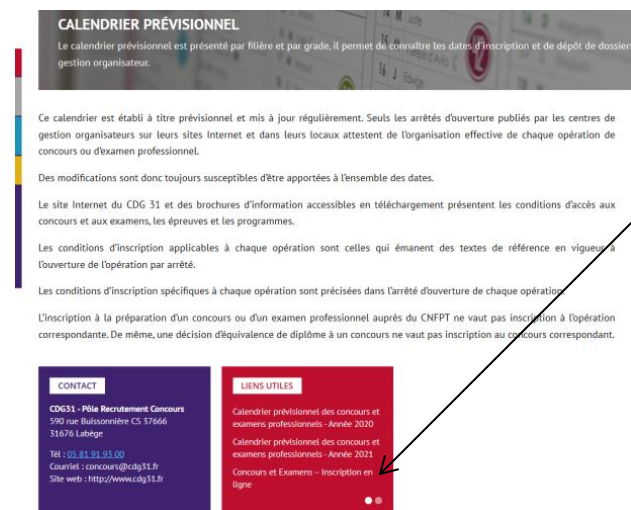 CALENDRIER PRÉVISIONNEL
Le calendrier prévisionnel est présenté par filière et par grade, il permet de connaître les dates d'inscription et de dépôt de dossiers
gestion organisateur.
14 M Juste
16 J Edwige
Ce calendrier est établi à titre prévisionnel et mis à jour régulièrement. Seuls les arrêtés d'ouverture publiés par les centres de
gestion organisateurs sur leurs sites Internet et dans leurs locaux attestent de l'organisation effective de chaque opération de
concours ou d'examen professionnel.
Des modifications sont donc toujours susceptibles d'être apportées à l'ensemble des dates.
Le site Internet du CDG 31 et des brochures d'information accessibles en téléchargement présentent les conditions d'accès aux
concours et aux examens, les épreuves et les programmes.
Les conditions d'inscription applicables à chaque opération sont celles qui émanent des textes de référence en vigueur à
l'ouverture de l'opération par arrêté.
Les conditions d'inscription spécifiques à chaque opération sont précisées dans l'arrêté d'ouverture de chaque opération.
L'inscription à la préparation d'un concours ou d'un examen professionnel auprès du CNFPT ne vaut pas inscription à l'opération
correspondante. De même, une décision d'équivalence de diplôme à un concours ne vaut pas inscription au concours correspondant.
CONTACT
CDG31 - Pôle Recrutement Concours
590 rue Buissonnière CS 37666
31676 Labège
Tél : 05 81 91 93 00
Courriel : concours@cdg31.fr
Site web : http://www.cdg31.fr
LIENS UTILES
Calendrier prévisionnel des concours et
examens professionnels - Année 2020
Calendrier prévisionnel des concours et
examens professionnels - Année 2021
Concours et Examens – Inscription en
ligne